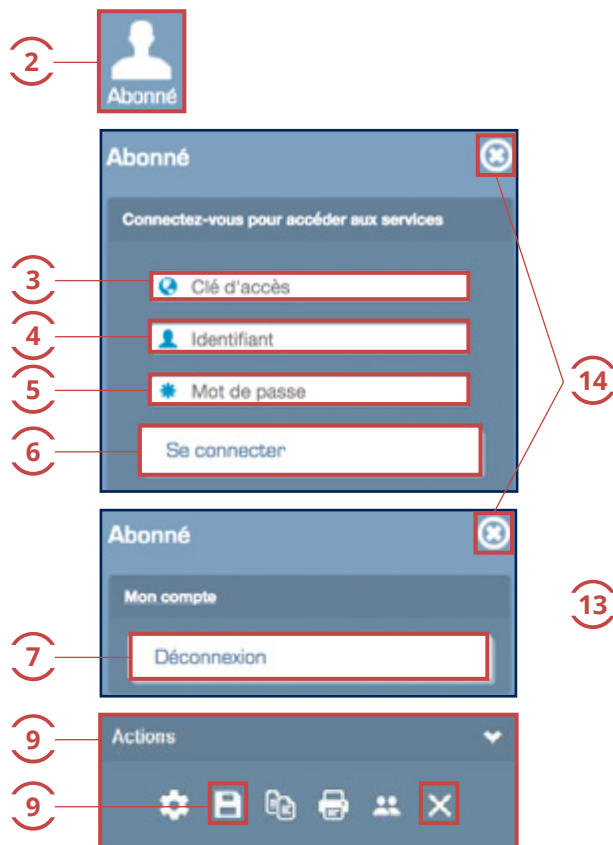 2
Abonné
Abonné
Connectez-vous pour accéder aux services
3
Clé d'accès
4
Identifiant
5
Mot de passe
14
6
Se connecter
Abonné
Mon compte
13
7
Déconnexion
9
Actions
9